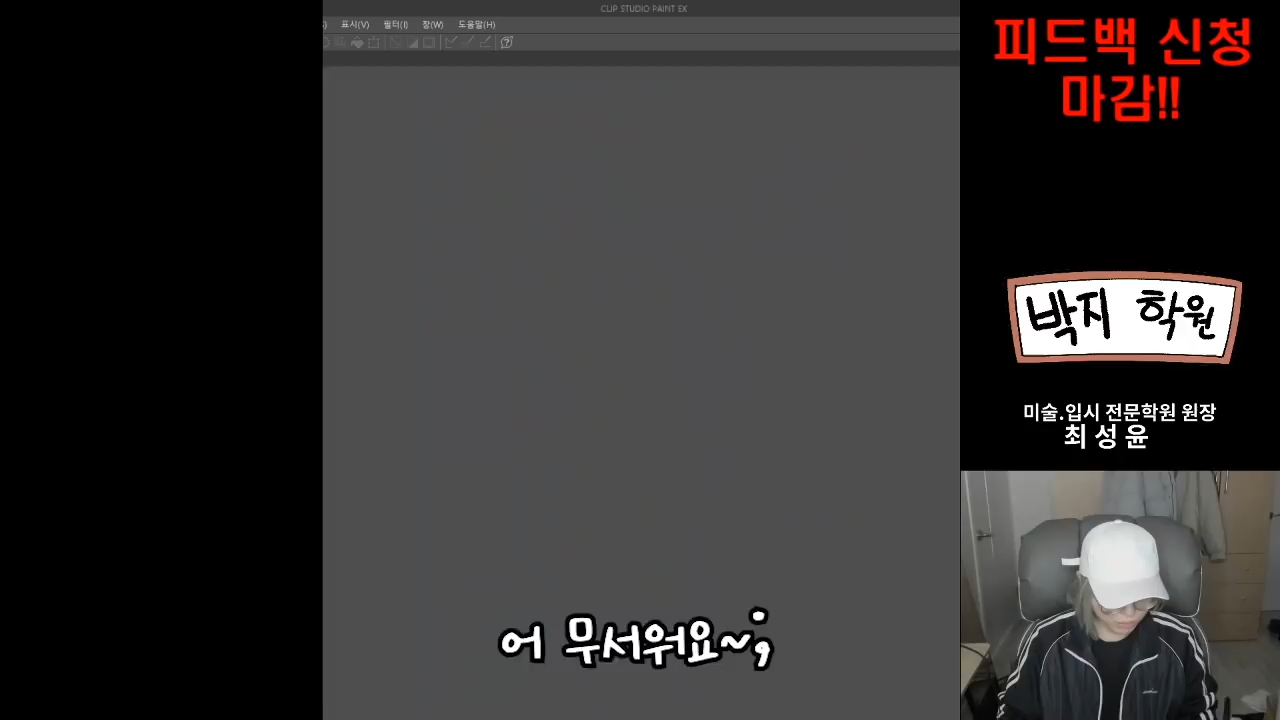 CLIP STUDIO PAINT EX
표시(V) 필터(I) 창(W) 도움말(H)
피드백 신청
마감!!
박지 학원
미술.입시 전문학원 원장
최성윤
어 무서워요~;